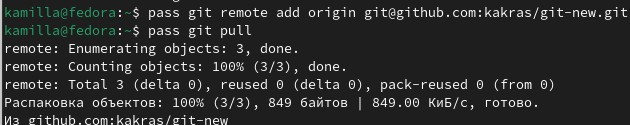 kamilla@fedora:~$ pass git remote add origin git@github.com:kakras/git-new.git
kamilla@fedora:~$ pass git pull
remote: Enumerating objects: 3, done.
remote: Counting objects: 100% (3/3), done.
remote: Total 3 (delta 0), reused 0 (delta 0), pack-reused 0 (from 0)
Распаковка объектов: 100% (3/3), 849 байтов | 849.00 КиБ/с, готово.
Из github.com:kakras/git-new